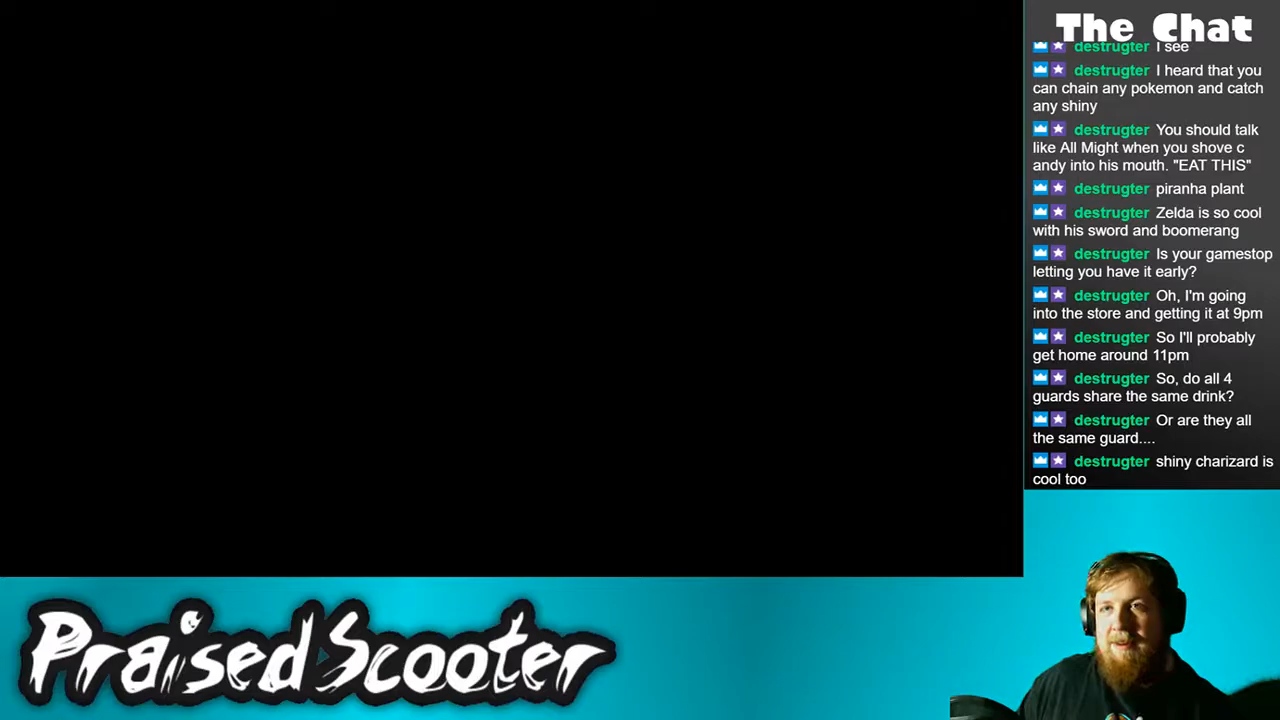 The Chat
destrugter I see
destrugter I heard that you
can chain any pokemon and catch
any shiny
destrugter You should talk
like All Might when you shove c
andy into his mouth. "EAT THIS"
destrugter piranha plant
destrugter Zelda is so cool
with his sword and boomerang
destrugter Is your gamestop
letting you have it early?
destrugter Oh, I'm going
into the store and getting it at 9pm
destrugter So I'll probably
get home around 11pm
destrugter So, do all 4
guards share the same drink?
destrugter Or are they all
the same guard....
destrugter shiny charizard is
cool too
PraisedScooter